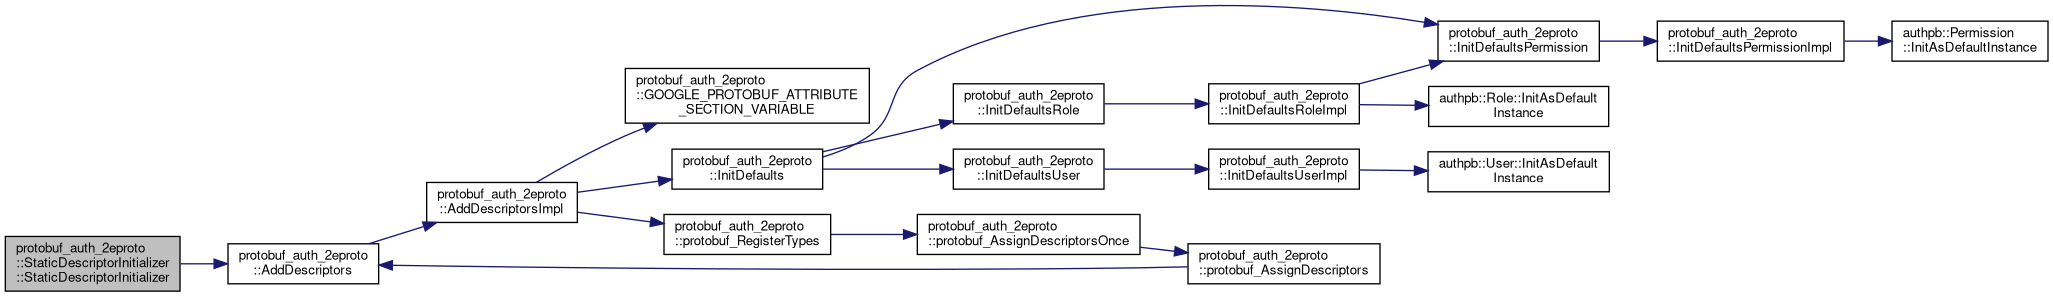 protobuf_auth_2eproto
::StaticDescriptorInitializer
::StaticDescriptorInitializer
protobuf_auth_2eproto
::AddDescriptors
protobuf_auth_2eproto
::AddDescriptorsImpl
protobuf_auth_2eproto
::GOOGLE_PROTOBUF_ATTRIBUTE
_SECTION_VARIABLE
protobuf_auth_2eproto
::InitDefaults
protobuf_auth_2eproto
::protobuf_RegisterTypes
protobuf_auth_2eproto
::InitDefaultsRole
protobuf_auth_2eproto
::InitDefaultsUser
protobuf_auth_2eproto
::protobuf_AssignDescriptorsOnce
protobuf_auth_2eproto
::InitDefaultsRoleImpl
protobuf_auth_2eproto
::InitDefaultsUserImpl
protobuf_auth_2eproto
::protobuf_AssignDescriptors
protobuf_auth_2eproto
::InitDefaultsPermission
authpb::Role::InitAsDefault
Instance
authpb::User::InitAsDefault
Instance
protobuf_auth_2eproto
::InitDefaultsPermissionImpl
authpb::Permission
::InitAsDefaultInstance